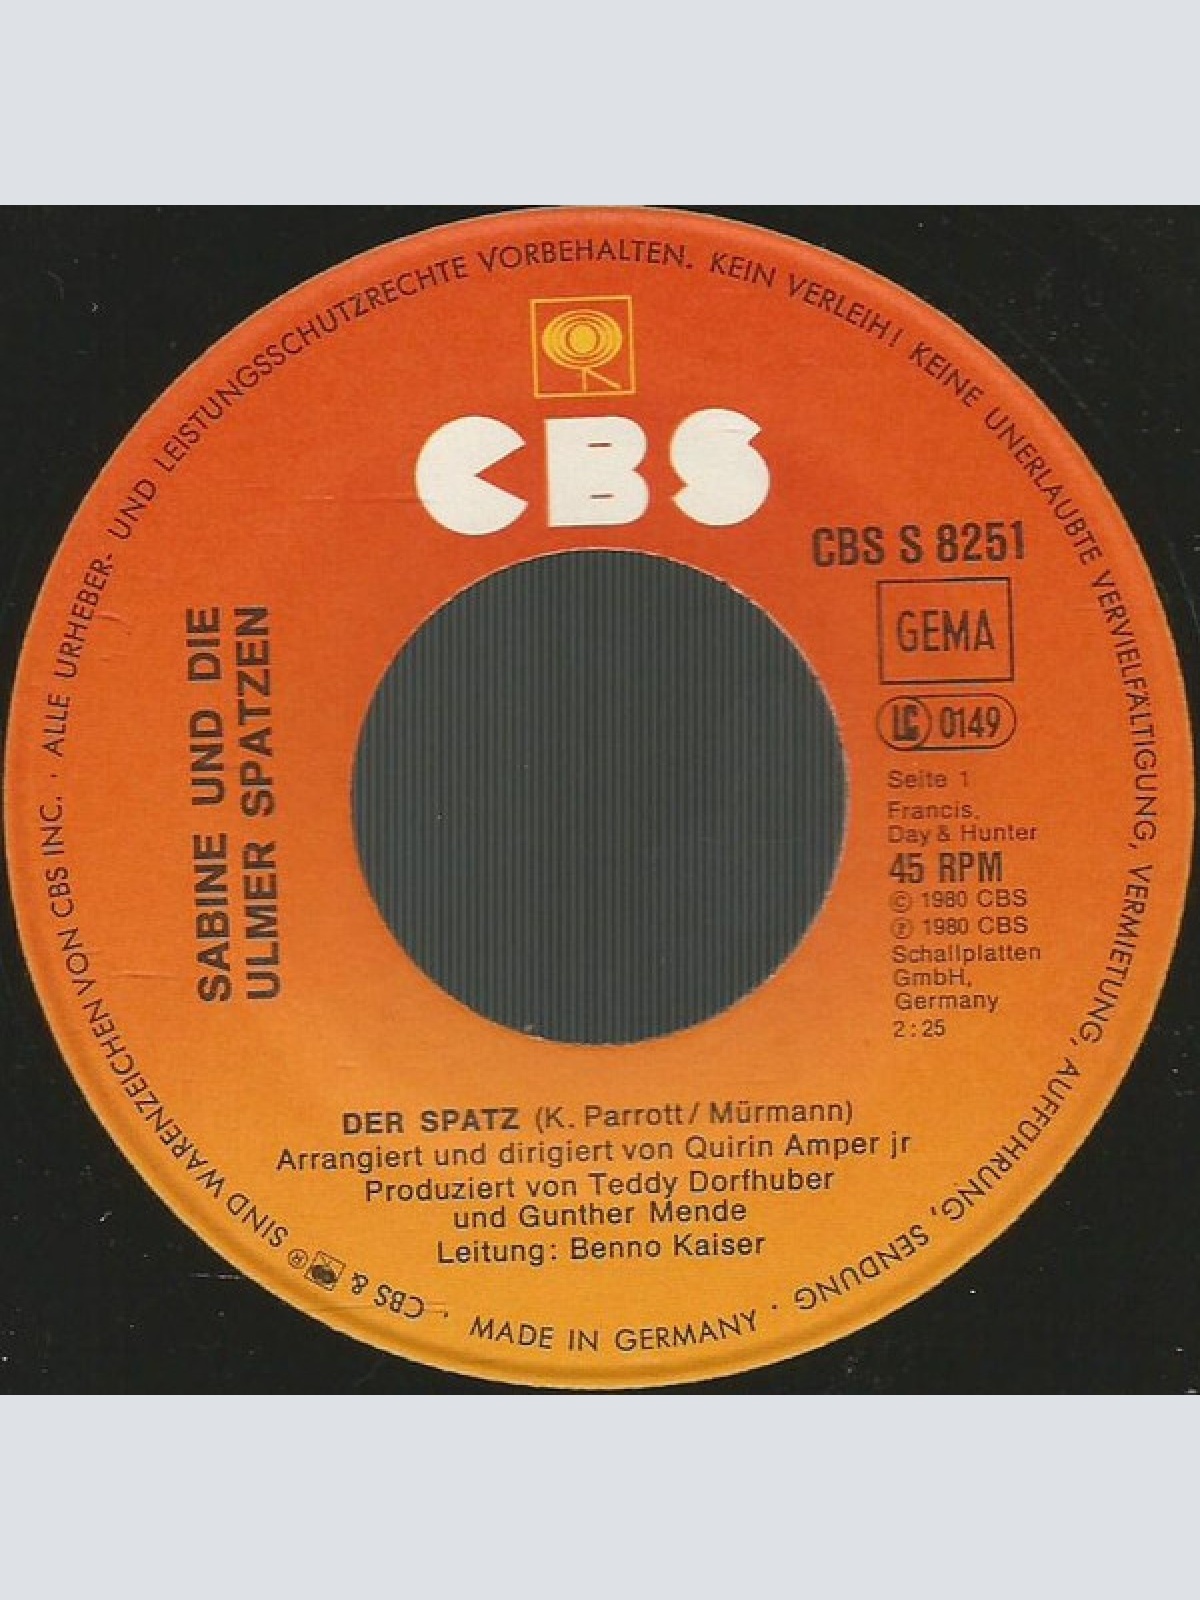 ALLE URHEBER- UND LEISTUNGSSCHUTZRECHTE VORBEHALTEN. KEIN VERLEIH! KEINE UNERLAUBTE VERVIELFÄLTIGUNG, VERMIETUNG, AUFFÜHRUNG, SENDUNG ·
CBS
CBS S 8251
GEMA
LC 0149
Seite 1
Francis,
Day & Hunter
45 RPM
© 1980 CBS
℗ 1980 CBS
Schallplatten
GmbH,
Germany
2:25
SABINE UND DIE
ULMER SPATZEN
DER SPATZ (K. Parrott/Mürmann)
Arrangiert und dirigiert von Quirin Amper jr
Produziert von Teddy Dorfhuber
und Gunther Mende
Leitung: Benno Kaiser
MADE IN GERMANY ·
CBS & ® SIND WARENZEICHEN VON CBS INC. ·